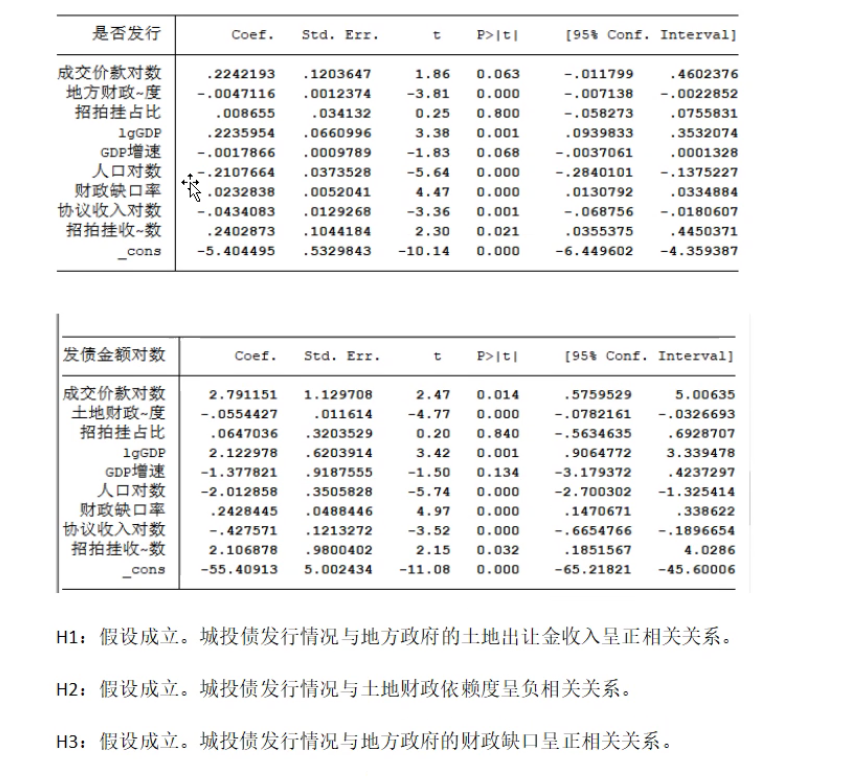 是否发行 Coef. Std. Err. t P>|t| [95% Conf. Interval]
成交价款对数 .2242193 .1203647 1.86 0.063 -.011799 .4602376
地方财政~度 -.0047116 .0012374 -3.81 0.000 -.007138 -.0022852
招拍挂占比 .008655 .034132 0.25 0.800 -.058273 .0755831
lgGDP .2235954 .0660996 3.38 0.001 .0939833 .3532074
GDP增速 -.0017866 .0009789 -1.83 0.068 -.0037061 .0001328
人口对数 -.2107664 .0373528 -5.64 0.000 -.2840101 -.1375227
财政缺口率 .0232838 .0052041 4.47 0.000 .0130792 .0334884
协议收入对数 -.0434083 .0129268 -3.36 0.001 -.068756 -.0180607
招拍挂收~数 .2402873 .1044184 2.30 0.021 .0355375 .4450371
_cons -5.404495 .5329843 -10.14 0.000 -6.449602 -4.359387
发债金额对数 Coef. Std. Err. t P>|t| [95% Conf. Interval]
成交价款对数 2.791151 1.129708 2.47 0.014 .5759529 5.00635
土地财政~度 -.0554427 .011614 -4.77 0.000 -.0782161 -.0326693
招拍挂占比 .0647036 .3203529 0.20 0.840 -.5634635 .6928707
lgGDP 2.122978 .6203914 3.42 0.001 .9064772 3.339478
GDP增速 -1.377821 .9187555 -1.50 0.134 -3.179372 .4237297
人口对数 -2.012858 .3505828 -5.74 0.000 -2.700302 -1.325414
财政缺口率 .2428445 .0488446 4.97 0.000 .1470671 .338622
协议收入对数 -.427571 .1213272 -3.52 0.000 -.6654766 -.1896654
招拍挂收~数 2.106878 .9800402 2.15 0.032 .1851567 4.0286
_cons -55.40913 5.002434 -11.08 0.000 -65.21821 -45.60006
H1：假设成立。城投债发行情况与地方政府的土地出让金收入呈正相关关系。
H2：假设成立。城投债发行情况与土地财政依赖度呈负相关关系。
H3：假设成立。城投债发行情况与地方政府的财政缺口呈正相关关系。